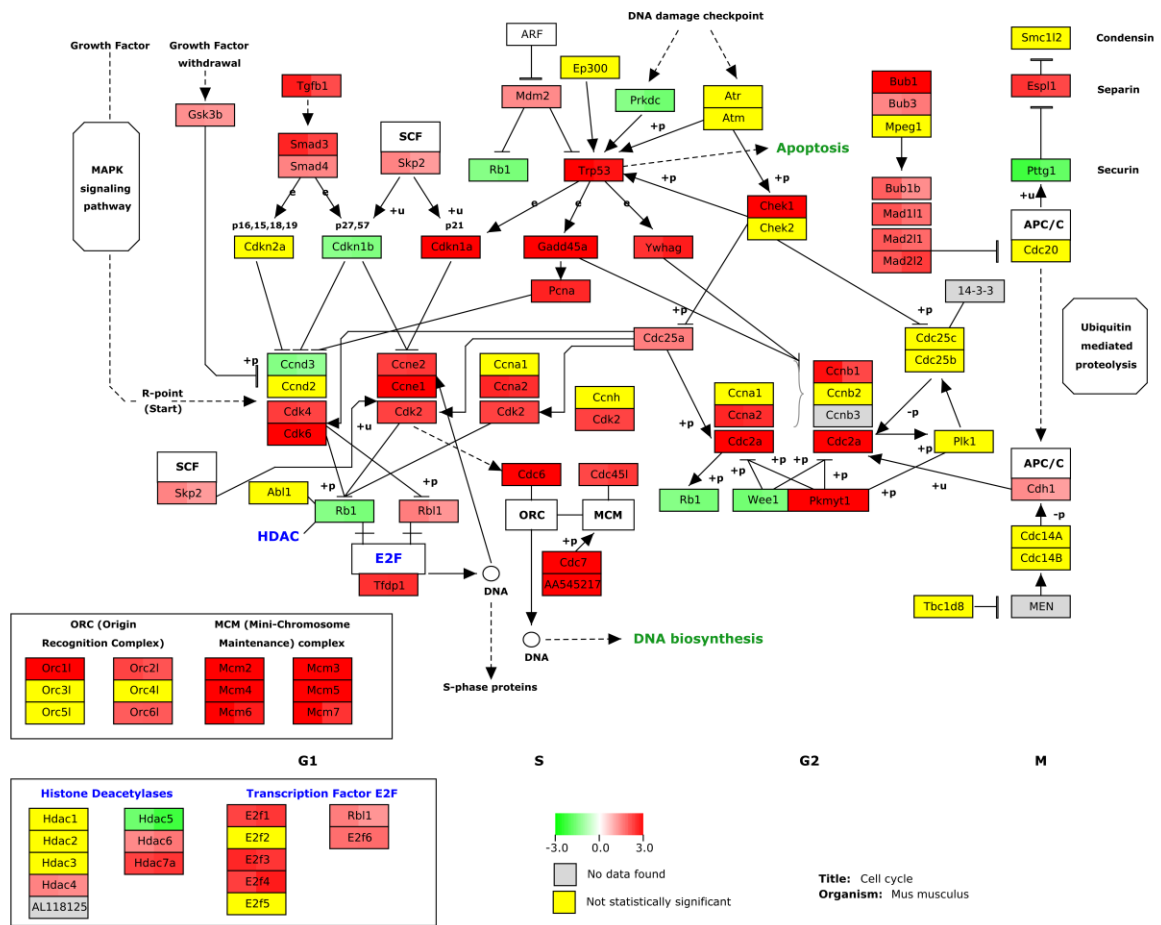 ARF
DNA damage checkpoint
Growth Factor
Growth Factor
withdrawal
Smc1l2
Condensin
Ep300
Tgfb1
Bub1
Espl1
Separin
Mdm2
Prkdc
Atr
Bub3
Gsk3b
Atm
Mpeg1
+p
SCF
Smad3
Apoptosis
MAPK
signaling
pathway
Smad4
Skp2
Rb1
Trp53
+p
+p
Pttg1
Securin
Bub1b
e
e
+u
+u
e
e
e
Chek1
+u
Mad1l1
p16,15,18,19
p27,57
p21
Chek2
APC/C
Cdkn2a
Cdkn1b
Cdkn1a
Gadd45a
Ywhag
Mad2l1
Cdc20
Mad2l2
Pcna
14-3-3
+p
+p
Cdc25a
Cdc25c
Ubiquitin
mediated
proteolysis
+p
Ccnd3
Ccne2
Ccna1
Cdc25b
Ccnb1
Ccnd2
Ccne1
Ccna2
Ccnh
Ccna1
Ccnb2
R-point
(Start)
Cdk4
Cdk2
Cdk2
Cdk2
Ccna2
Ccnb3
-p
Cdk6
+u
+p
Cdc2a
Cdc2a
Plk1
SCF
+p
+p
+p
APC/C
Skp2
Abl1
+p
+p
Cdc6
Cdc45l
+p
+p
+u
Cdh1
Rb1
Rbl1
Rb1
Wee1
Pkmyt1
ORC
MCM
-p
HDAC
+p
Cdc14A
E2F
Cdc14B
Cdc7
Tfdp1
AA545217
DNA
Tbc1d8
MEN
ORC (Origin
Recognition Complex)
MCM (Mini-Chromosome
Maintenance) complex
DNA biosynthesis
DNA
Orc1l
Orc2l
Mcm2
Mcm3
Orc3l
Orc4l
Mcm4
Mcm5
S-phase proteins
Orc5l
Orc6l
Mcm6
Mcm7
G1
S
G2
M
Histone Deacetylases
Transcription Factor E2F
Hdac1
Hdac5
E2f1
Rbl1
Hdac2
Hdac6
E2f2
E2f6
Hdac3
Hdac7a
E2f3
Hdac4
E2f4
AL118125
E2f5
-3.0
0.0
3.0
No data found
Not statistically significant
Title: Cell cycle
Organism: Mus musculus